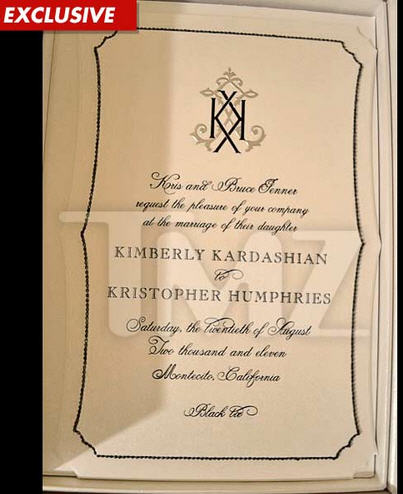 EXCLUSIVE
KK
Kris and Bruce Jenner
request the pleasure of your company
at the marriage of their daughter
KIMBERLY KARDASHIAN
to
KRISTOPHER HUMPHRIES
Saturday, the twentieth of August
Two thousand and eleven
Montecito, California
Black tie
TMZ